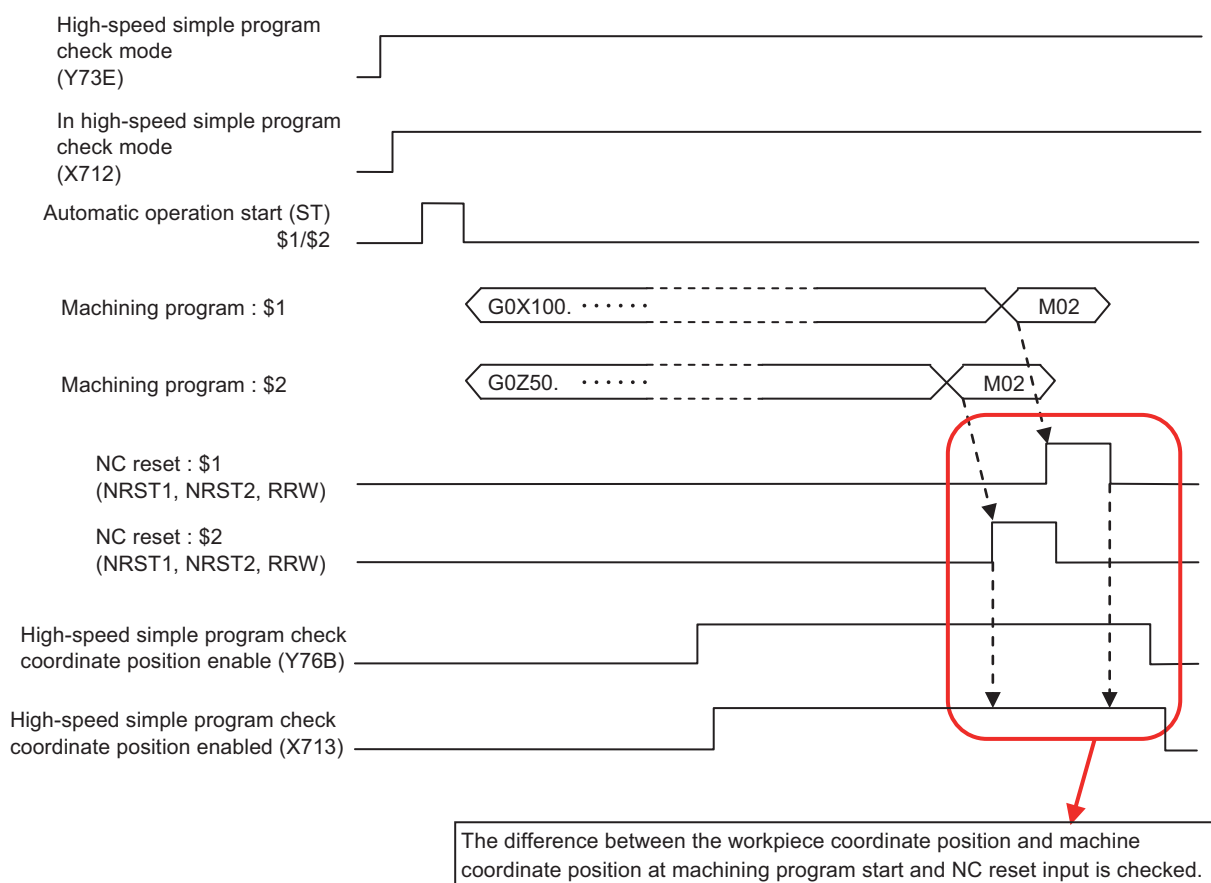 High-speed simple program
check mode
(Y73E)
In high-speed simple program
check mode
(X712)
Automatic operation start (ST)
$1/$2
Machining program : $1
G0X100. ······
M02
Machining program : $2
G0Z50. ······
M02
NC reset : $1
(NRST1, NRST2, RRW)
NC reset : $2
(NRST1, NRST2, RRW)
High-speed simple program check
coordinate position enable (Y76B)
High-speed simple program check
coordinate position enabled (X713)
The difference between the workpiece coordinate position and machine
coordinate position at machining program start and NC reset input is checked.